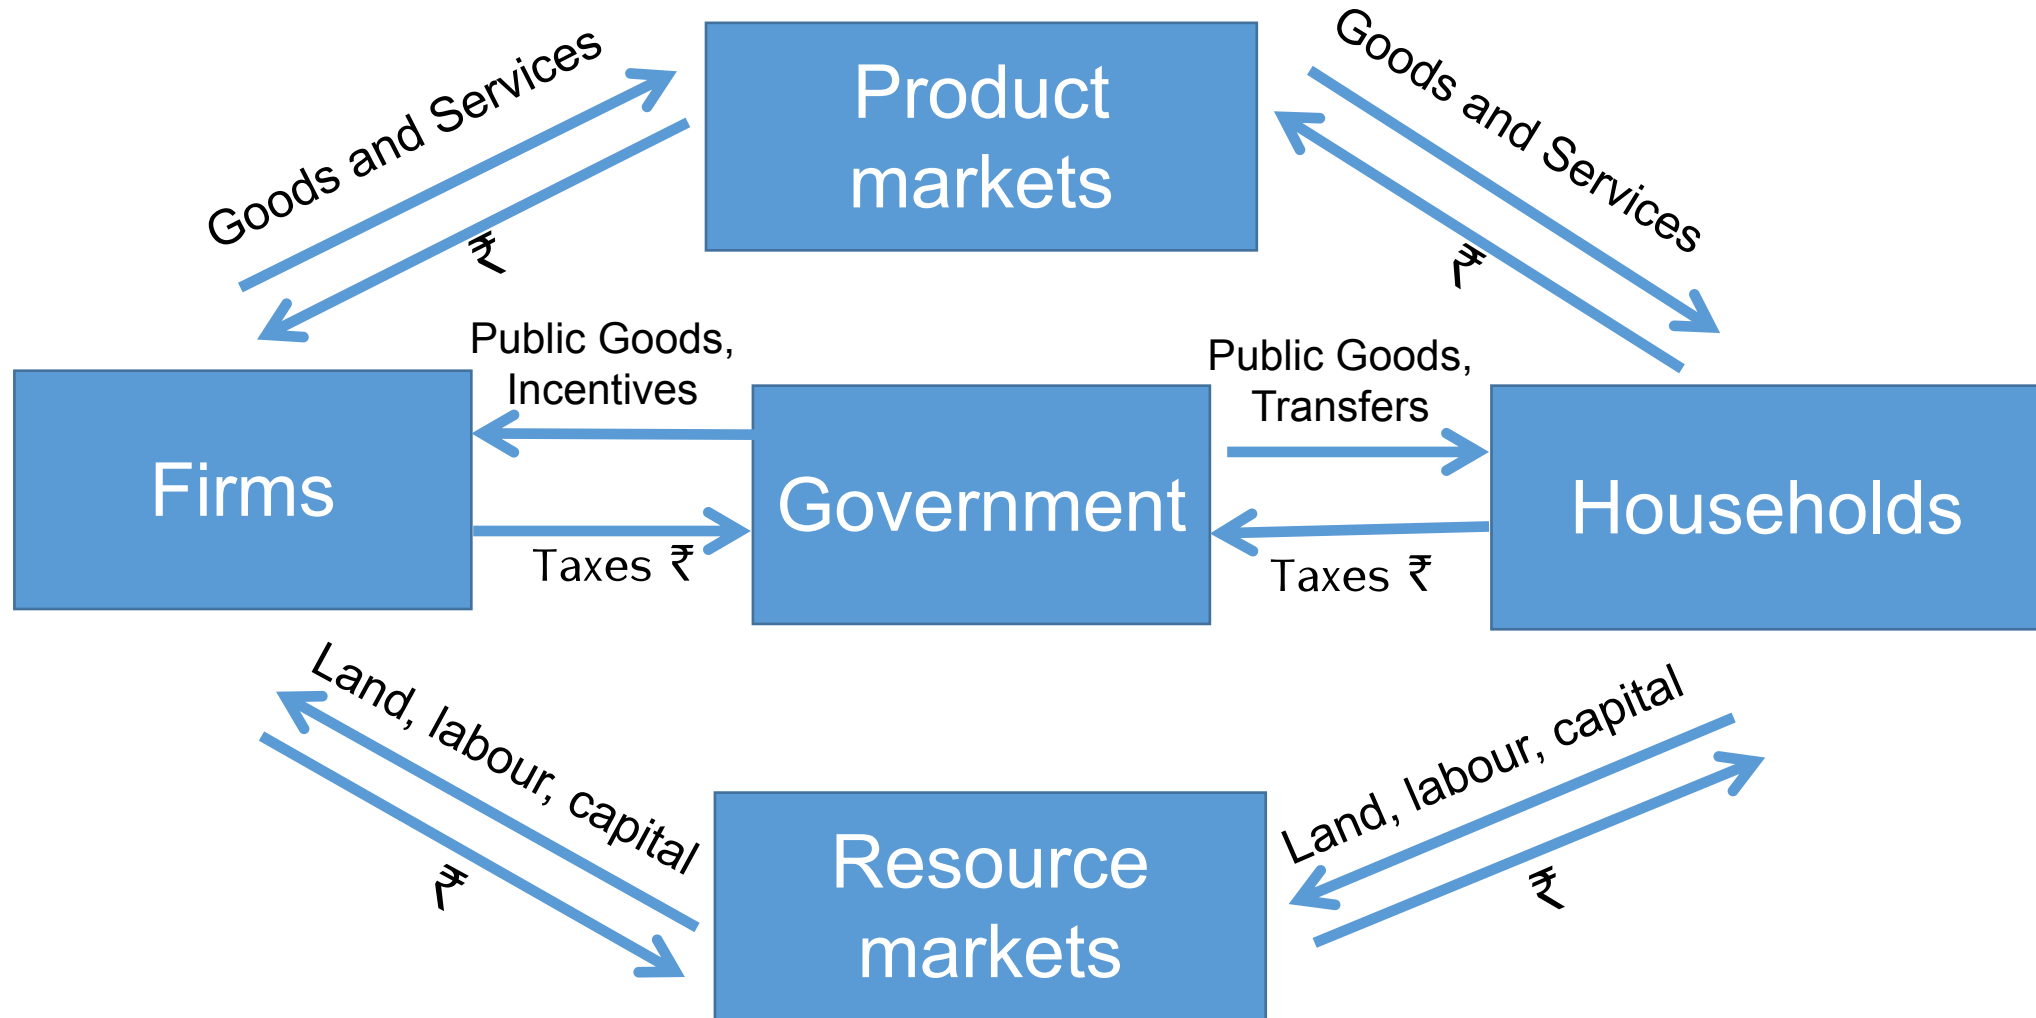 Goods and Services
₹
Product
markets
Goods and Services
₹
Public Goods,
Incentives
Public Goods,
Transfers
Firms
Government
Households
Taxes ₹
Taxes ₹
Land, labour, capital
₹
Resource
markets
Land, labour, capital
₹